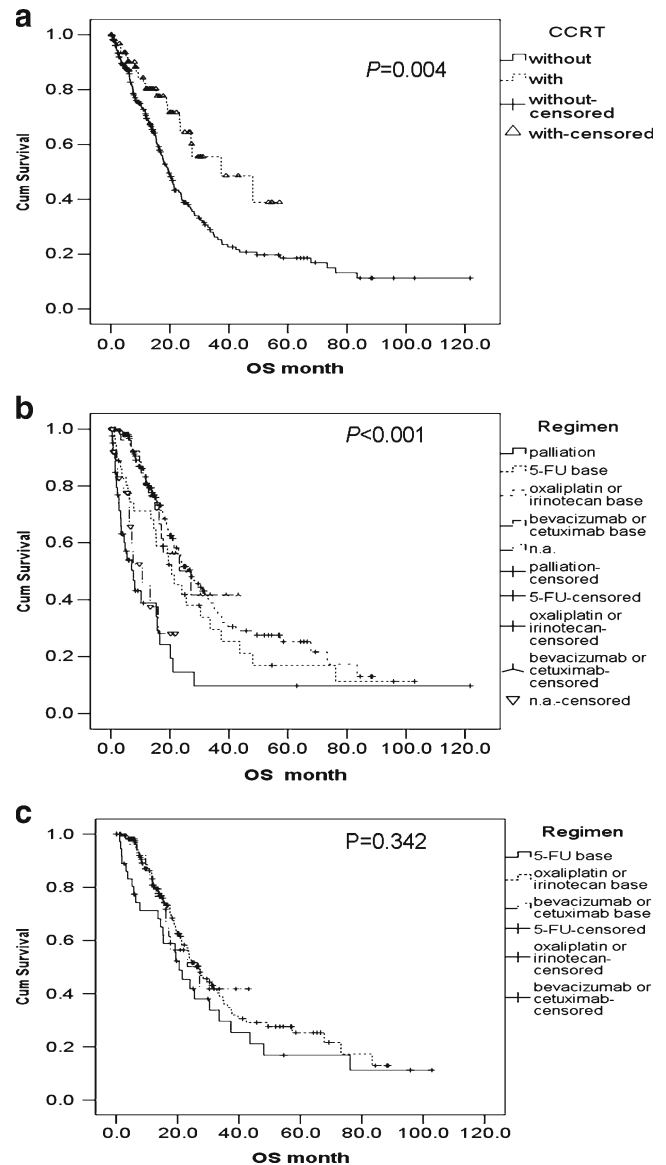 a
CCRT
P=0.004
without
with
without-
censored
with-censored
Cum Survival
1.0
0.8
0.6
0.4
0.2
0.0
0.0 20.0 40.0 60.0 80.0 100.0 120.0
OS month
b
Regimen
P<0.001
palliation
5-FU base
oxaliplatin or
irinotecan base
bevacizumab or
cetuximab base
n.a.
palliation-
censored
5-FU-censored
oxaliplatin or
irinotecan-
censored
bevacizumab or
cetuximab-
censored
n.a.-censored
Cum Survival
1.0
0.8
0.6
0.4
0.2
0.0
0.0 20.0 40.0 60.0 80.0 100.0 120.0
OS month
c
Regimen
P=0.342
5-FU base
oxaliplatin or
irinotecan base
bevacizumab or
cetuximab base
5-FU-censored
oxaliplatin or
irinotecan-
censored
bevacizumab or
cetuximab-
censored
Cum Survival
1.0
0.8
0.6
0.4
0.2
0.0
0.0 20.0 40.0 60.0 80.0 100.0 120.0
OS month